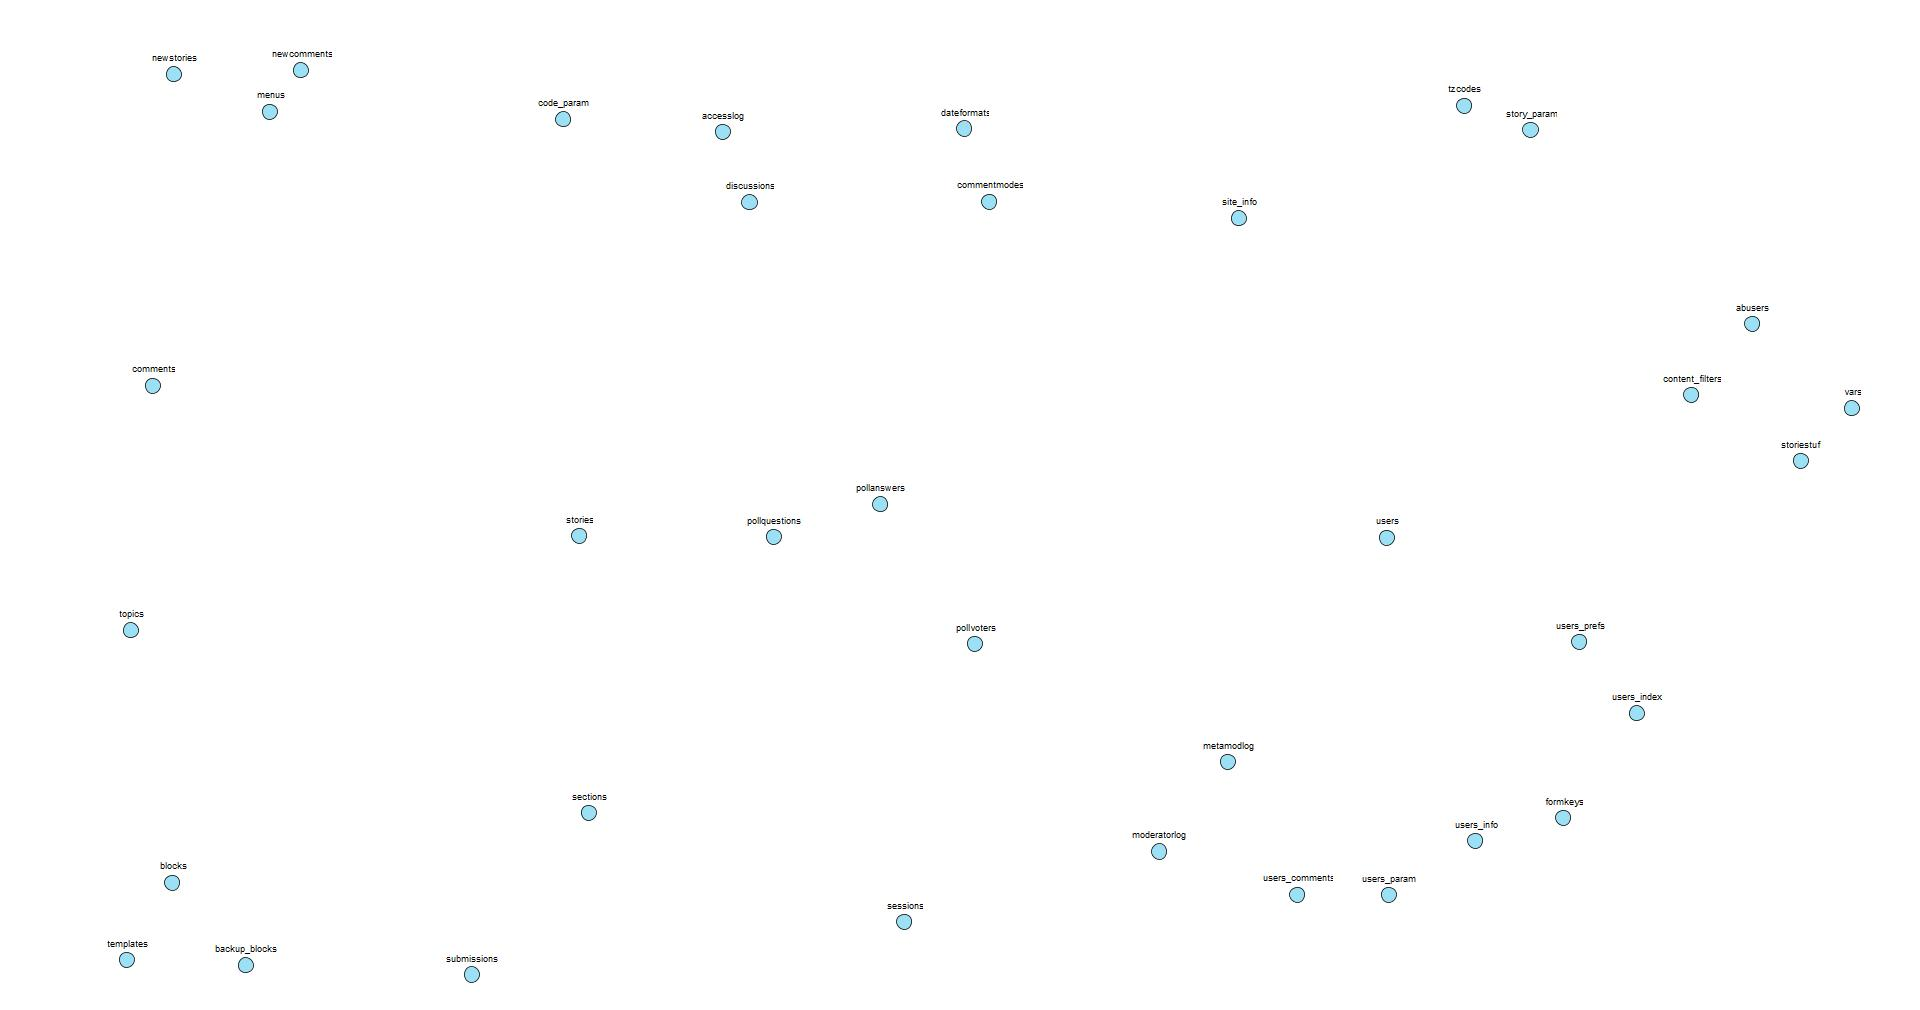 newstories
newcomments
menus
code_param
accesslog
dateformats
tzcodes
story_param
discussions
commentmodes
site_info
abusers
comments
content_filters
vars
storiestuf
pollanswers
stories
pollquestions
users
topics
pollvoters
users_prefs
users_index
metamodlog
sections
formkeys
users_info
moderatorlog
blocks
users_comments
users_param
sessions
templates
backup_blocks
submissions